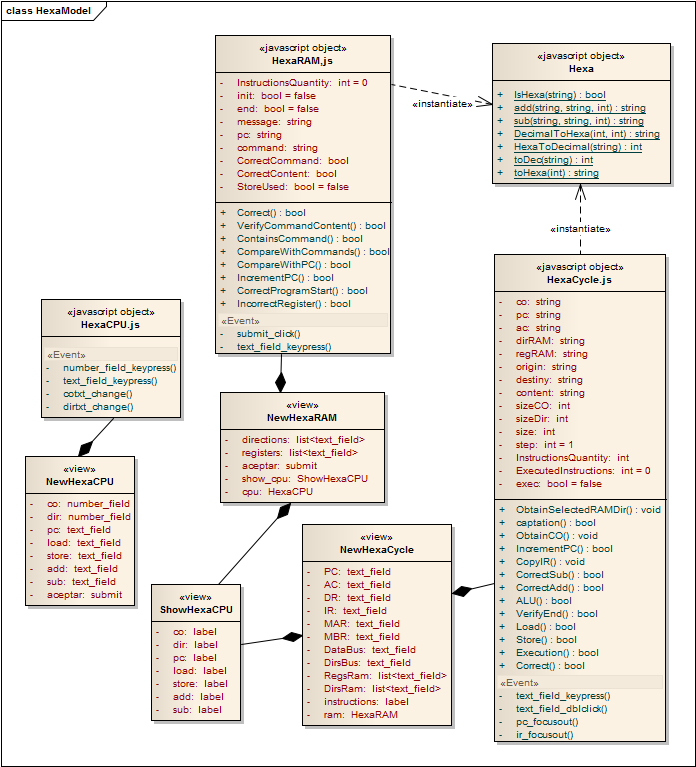 class HexaModel
«javascript object»
HexaRAM,js
- InstructionsQuantity: int = 0
- init: bool = false
- end: bool = false
- message: string
- pc: string
- command: string
- CorrectCommand: bool
- CorrectContent: bool
- StoreUsed: bool = false
+ Correct() : bool
+ VerifyCommandContent() : bool
+ ContainsCommand() : bool
+ CompareWithCommands() : bool
+ CompareWithPC() : bool
+ IncrementPC() : bool
+ CorrectProgramStart() : bool
+ IncorrectRegister() : bool
«Event»
- submit_click()
- text_field_keypress()
«instantiate»
«javascript object»
Hexa
+ IsHexa(string) : bool
+ add(string, string, int) : string
+ sub(string, string, int) : string
+ DecimalToHexa(int, int) : string
+ HexaToDecimal(string) : int
+ toDec(string) : int
+ toHexa(int) : string
«instantiate»
«javascript object»
HexaCycle.js
- co: string
- pc: string
- ac: string
- dirRAM: string
- regRAM: string
- origin: string
- destiny: string
- content: string
- sizeCO: int
- sizeDir: int
- size: int
- step: int = 1
- InstructionsQuantity: int
- ExecutedInstructions: int = 0
- exec: bool = false
+ ObtainSelectedRAMDir() : void
+ captation() : bool
+ ObtainCO() : void
+ IncrementPC() : bool
+ CopyIR() : void
+ CorrectSub() : bool
+ CorrectAdd() : bool
+ ALU() : bool
+ VerifyEnd() : bool
+ Load() : bool
+ Store() : bool
+ Execution() : bool
+ Correct() : bool
«Event»
- text_field_keypress()
- text_field_dblclick()
- pc_focusout()
- ir_focusout()
«javascript object»
HexaCPU.js
«Event»
- number_field_keypress()
- text_field_keypress()
- cotxt_change()
- dirtxt_change()
«view»
NewHexaCPU
- co: number_field
- dir: number_field
- pc: text_field
- load: text_field
- store: text_field
- add: text_field
- sub: text_field
- aceptar: submit
«view»
NewHexaRAM
- directions: list<text_field>
- registers: list<text_field>
- aceptar: submit
- show_cpu: ShowHexaCPU
- cpu: HexaCPU
«view»
NewHexaCycle
- PC: text_field
- AC: text_field
- DR: text_field
- IR: text_field
- MAR: text_field
- MBR: text_field
- DataBus: text_field
- DirsBus: text_field
- RegsRam: list<text_field>
- DirsRam: list<text_field>
- instructions: label
- ram: HexaRAM
«view»
ShowHexaCPU
- co: label
- dir: label
- pc: label
- load: label
- store: label
- add: label
- sub: label